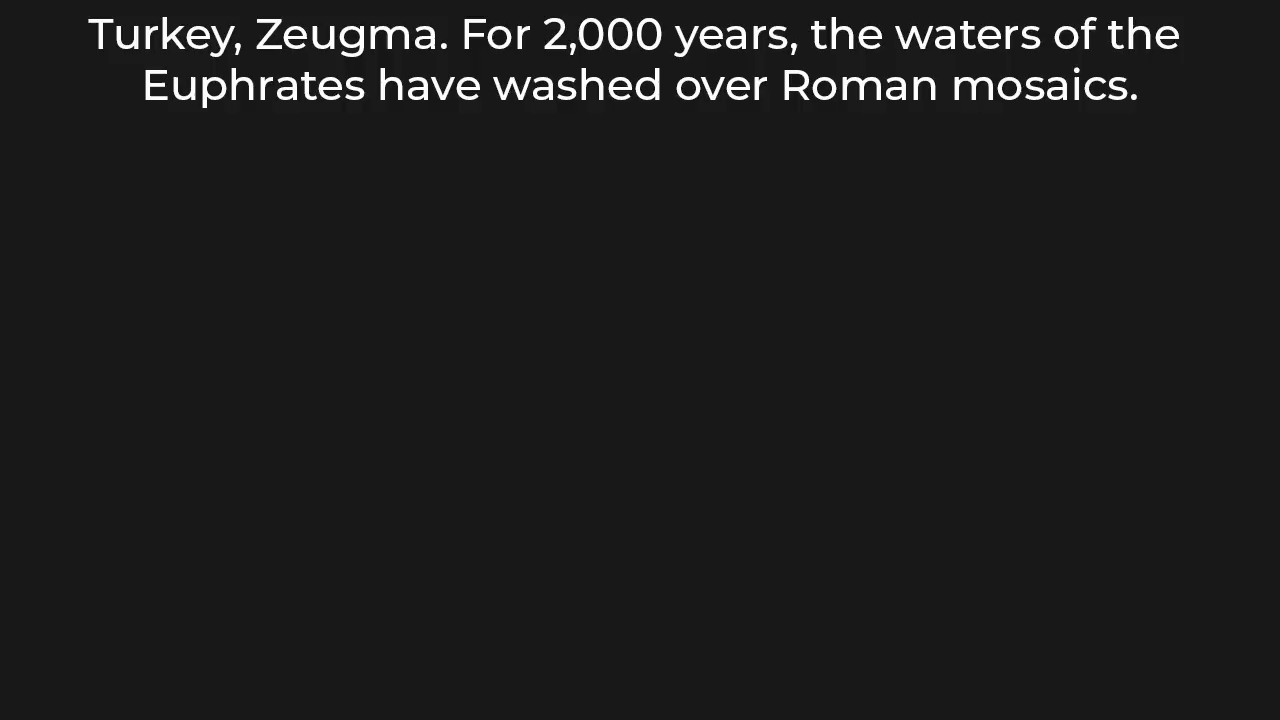 Turkey, Zeugma. For 2,000 years, the waters of the
Euphrates have washed over Roman mosaics.